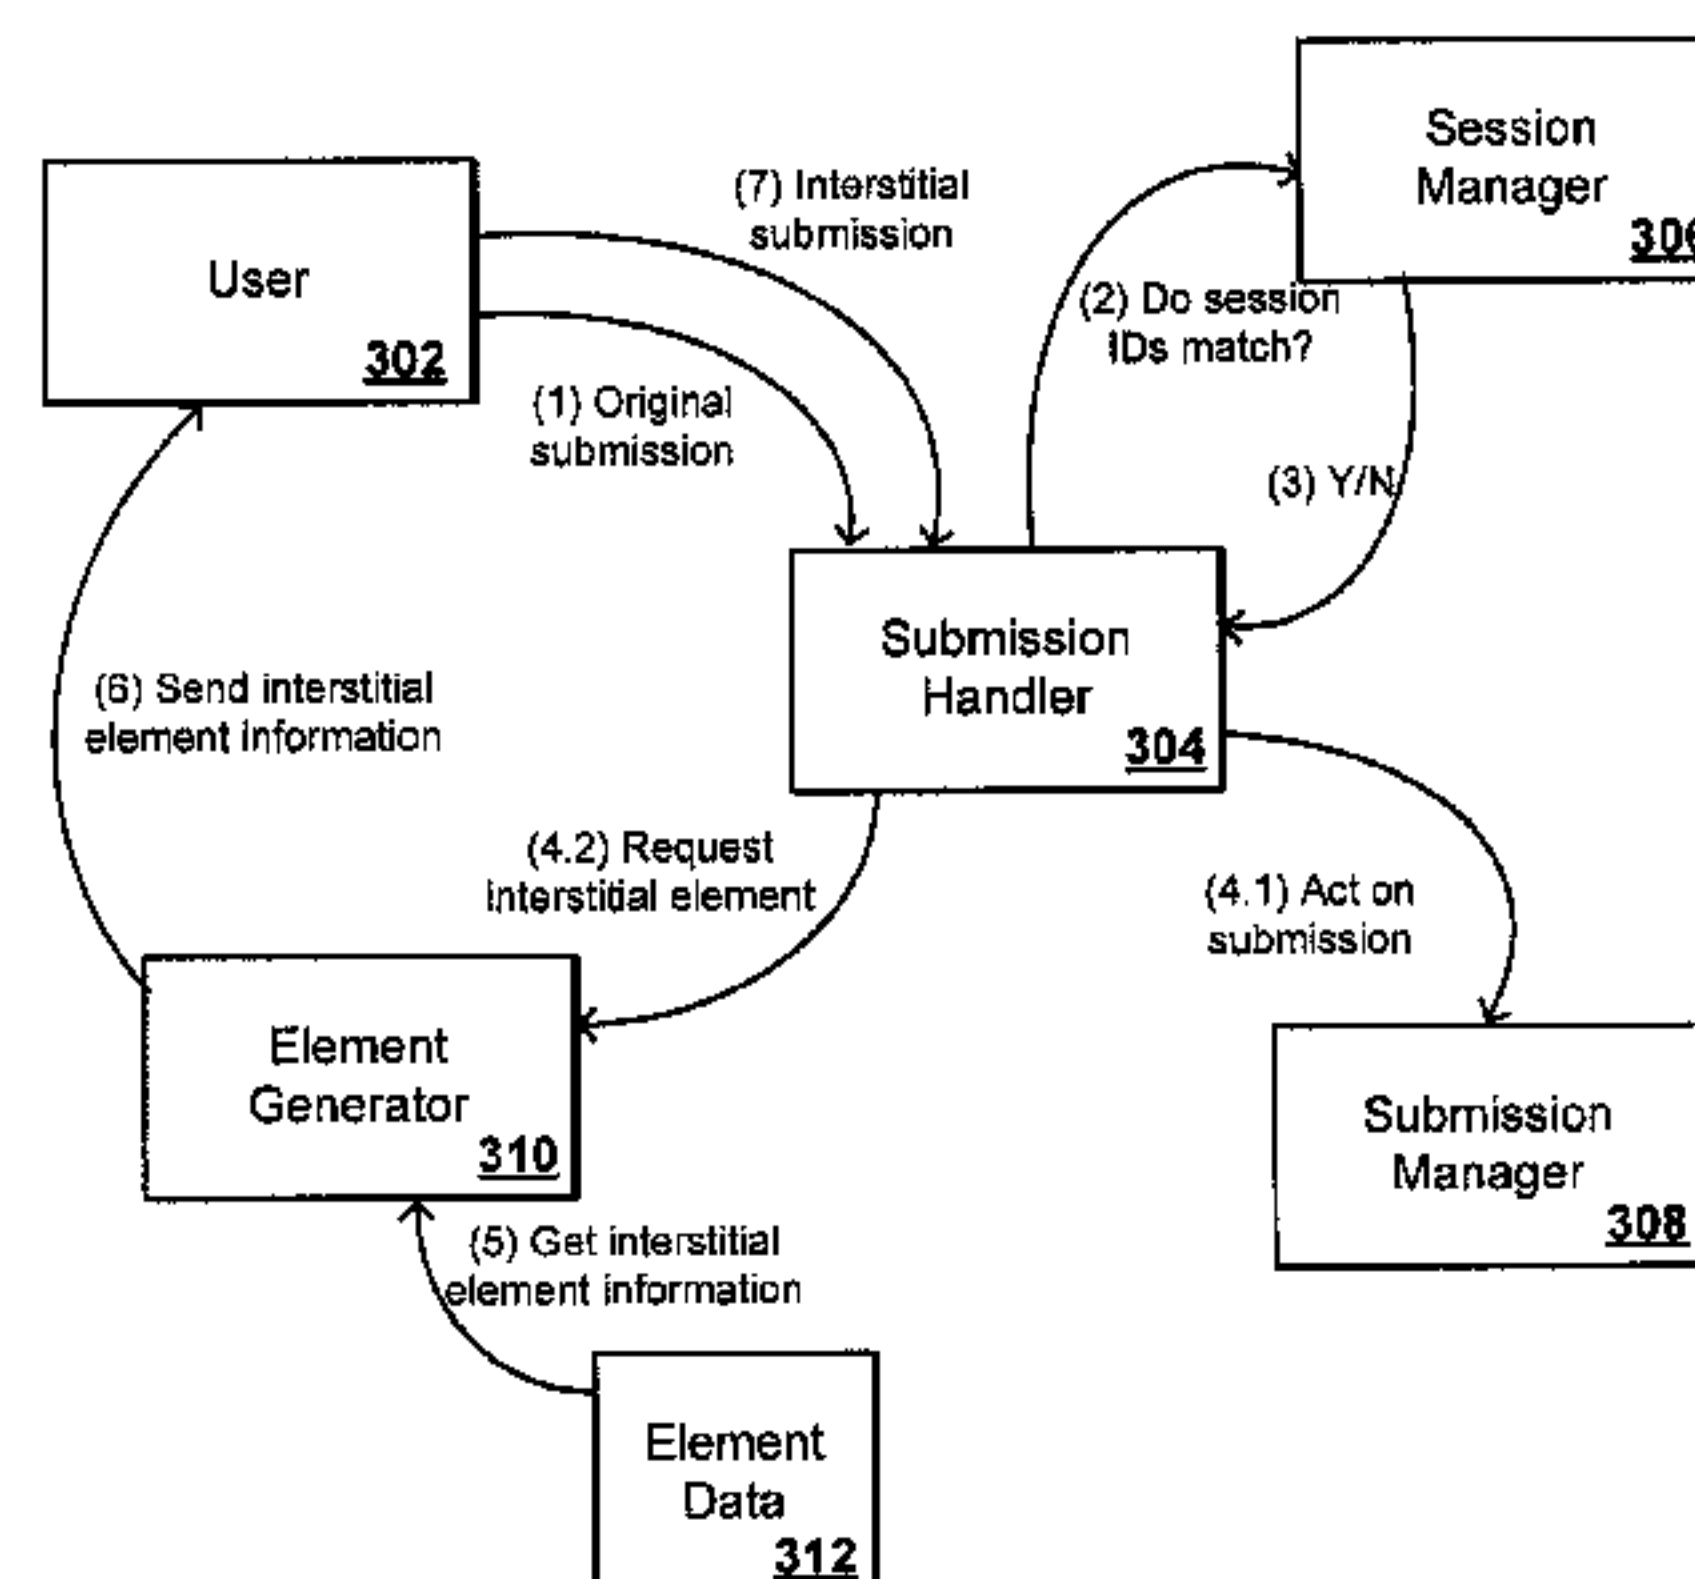 Session
Manager
306
User
302
(7) Interstitial
submission
(1) Original
submission
(2) Do session
IDs match?
(3) Y/N
Submission
Handler
304
(6) Send interstitial
element information
(4.2) Request
interstitial element
(4.1) Act on
submission
Element
Generator
310
Submission
Manager
308
(5) Get interstitial
element information
Element
Data
312